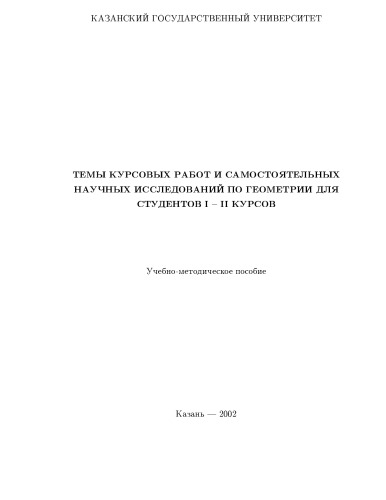 КАЗАНСКИЙ ГОСУДАРСТВЕННЫЙ УНИВЕРСИТЕТ
ТЕМЫ КУРСОВЫХ РАБОТ И САМОСТОЯТЕЛЬНЫХ
НАУЧНЫХ ИССЛЕДОВАНИЙ ПО ГЕОМЕТРИИ ДЛЯ
СТУДЕНТОВ I – II КУРСОВ
Учебно-методическое пособие
Казань — 2002